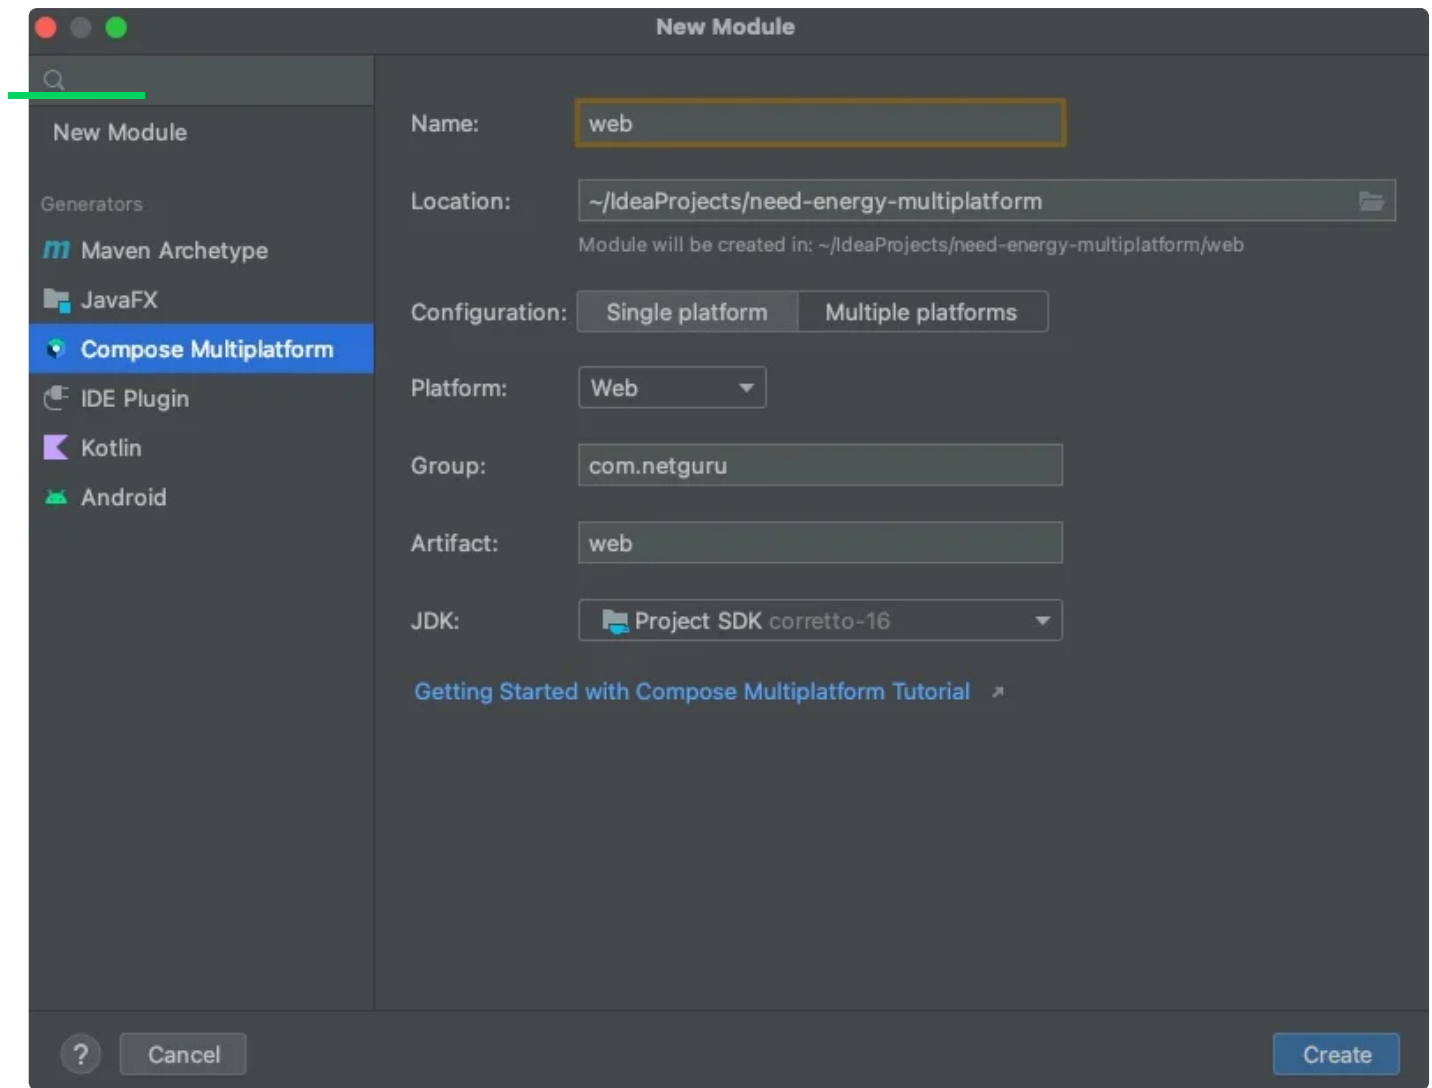 New Module
New Module
Generators
m Maven Archetype
JavaFX
Compose Multiplatform
IDE Plugin
Kotlin
Android
Name: web
Location: ~/IdeaProjects/need-energy-multiplatform
Module will be created in: ~/IdeaProjects/need-energy-multiplatform/web
Configuration: Single platform Multiple platforms
Platform: Web
Group: com.netguru
Artifact: web
JDK: Project SDK corretto-16
Getting Started with Compose Multiplatform Tutorial ↗
? Cancel Create